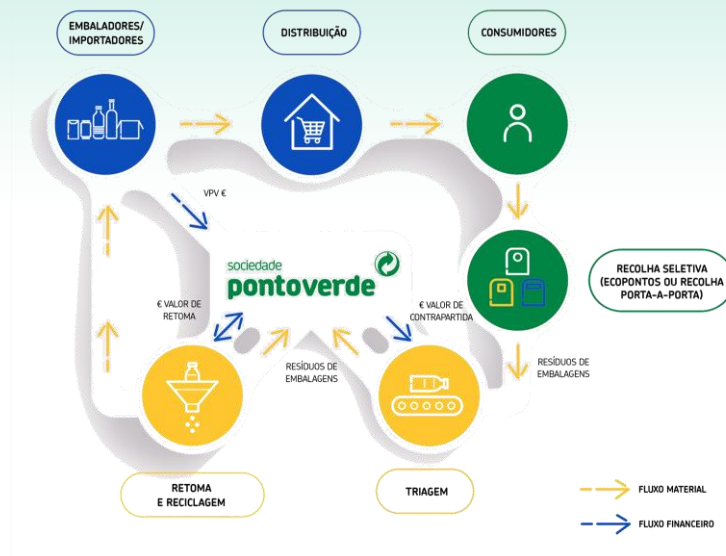 EMBALADORES/
IMPORTADORES
DISTRIBUIÇÃO
CONSUMIDORES
VPV €
sociedade
pontoverde
RECOLHA SELETIVA
(ECOPONTOS OU RECOLHA
PORTA-A-PORTA)
€ VALOR DE
RETOMA
€ VALOR DE
CONTRAPARTIDA
RESÍDUOS DE
EMBALAGENS
RESÍDUOS DE
EMBALAGENS
RETOMA
E RECICLAGEM
TRIAGEM
FLUXO MATERIAL
FLUXO FINANCEIRO